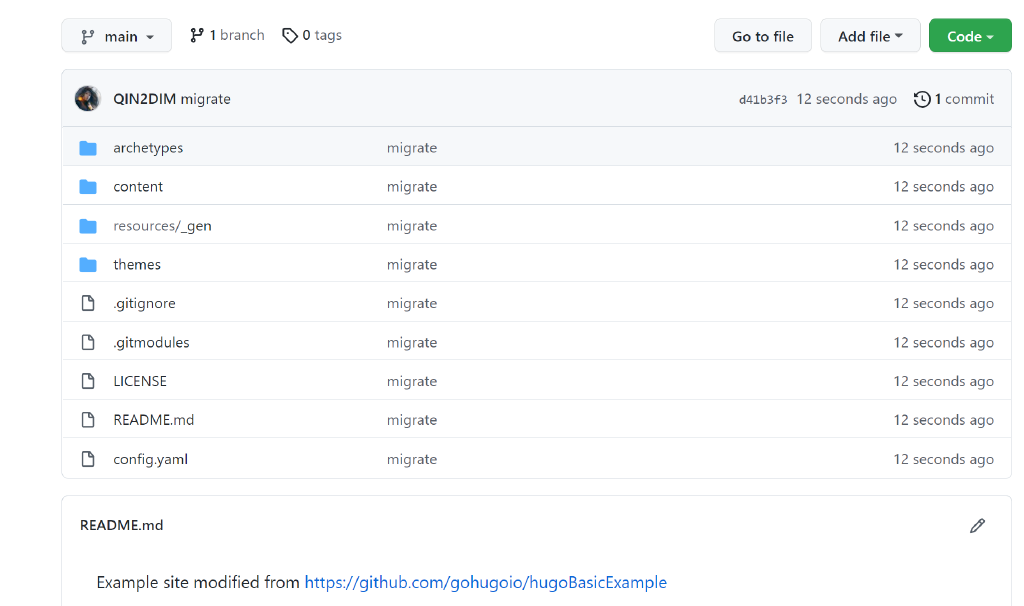 main 1 branch 0 tags Go to file Add file Code
QIN2DIM migrate d41b3f3 12 seconds ago 1 commit
archetypes migrate 12 seconds ago
content migrate 12 seconds ago
resources/_gen migrate 12 seconds ago
themes migrate 12 seconds ago
.gitignore migrate 12 seconds ago
.gitmodules migrate 12 seconds ago
LICENSE migrate 12 seconds ago
README.md migrate 12 seconds ago
config.yaml migrate 12 seconds ago
README.md
Example site modified from https://github.com/gohugoio/hugoBasicExample